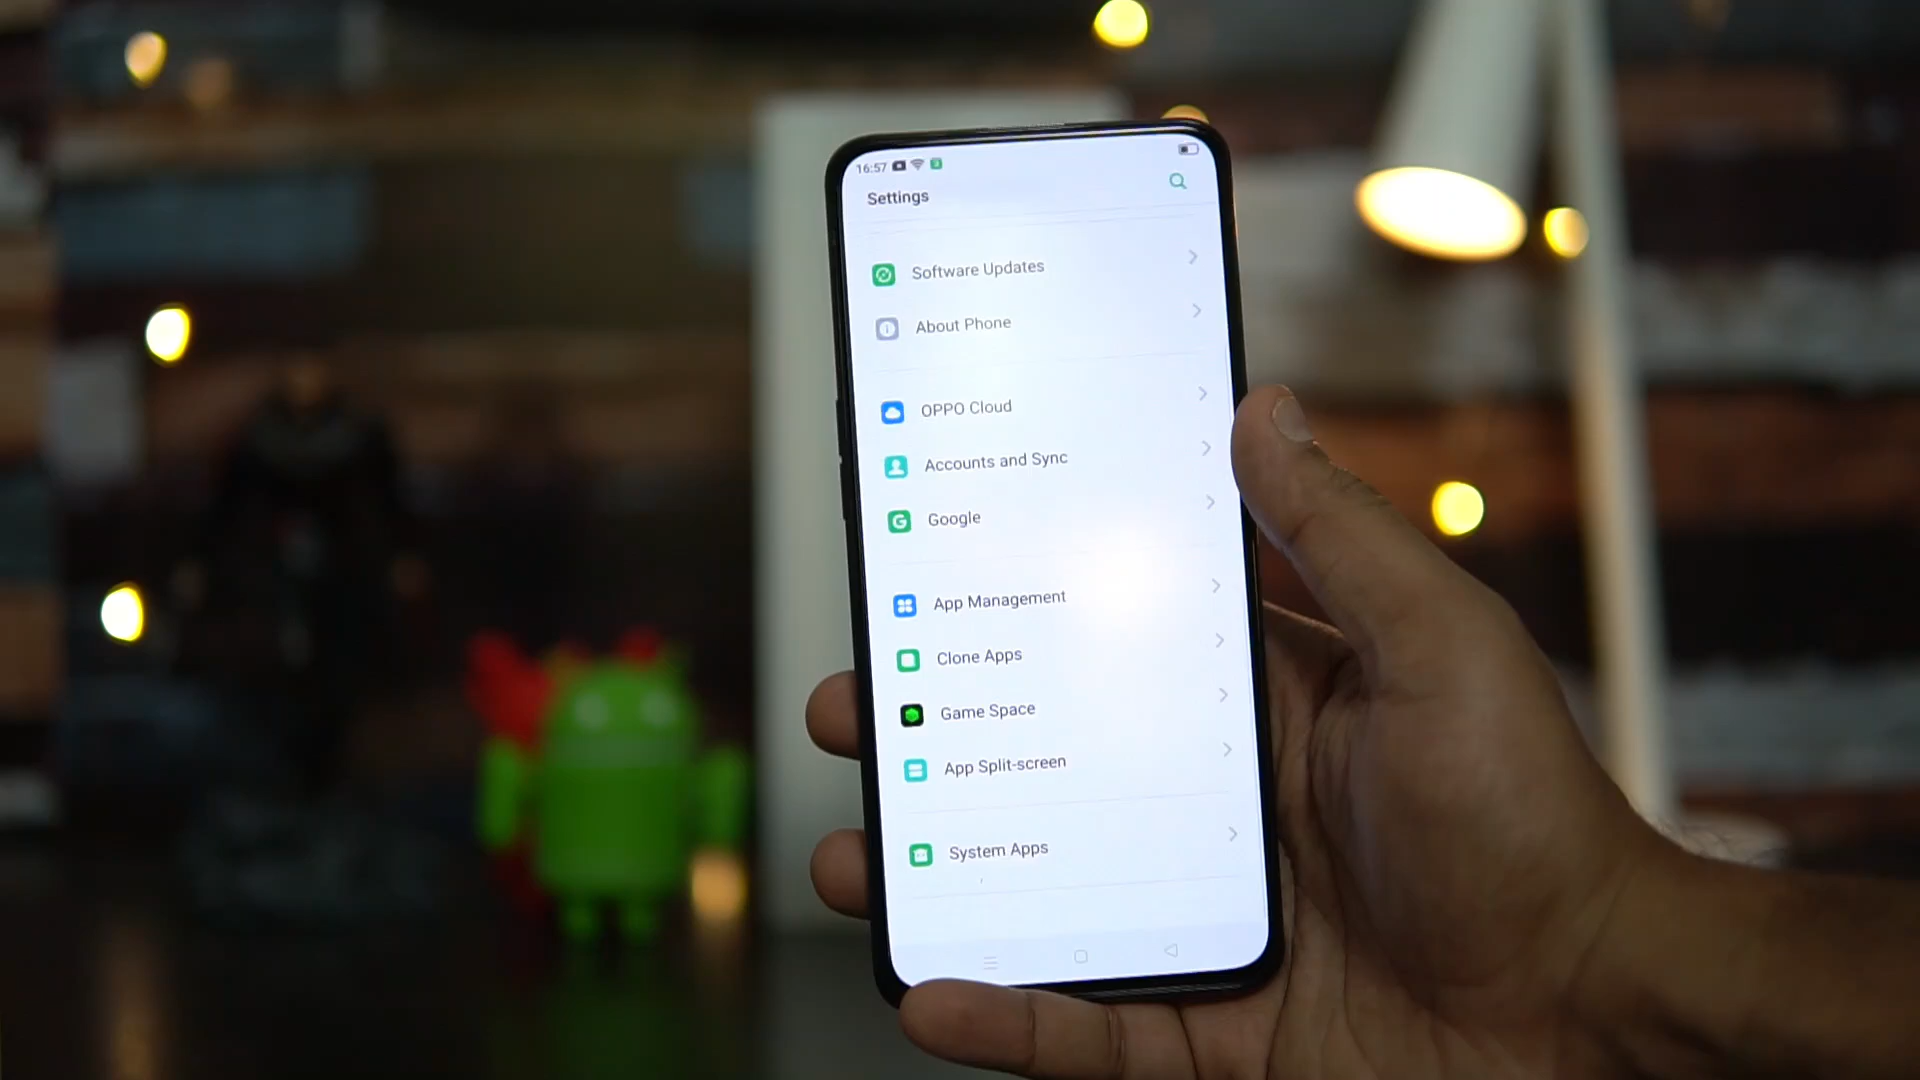 16:57
Settings
Software Updates
About Phone
OPPO Cloud
Accounts and Sync
Google
App Management
Clone Apps
Game Space
App Split-screen
System Apps